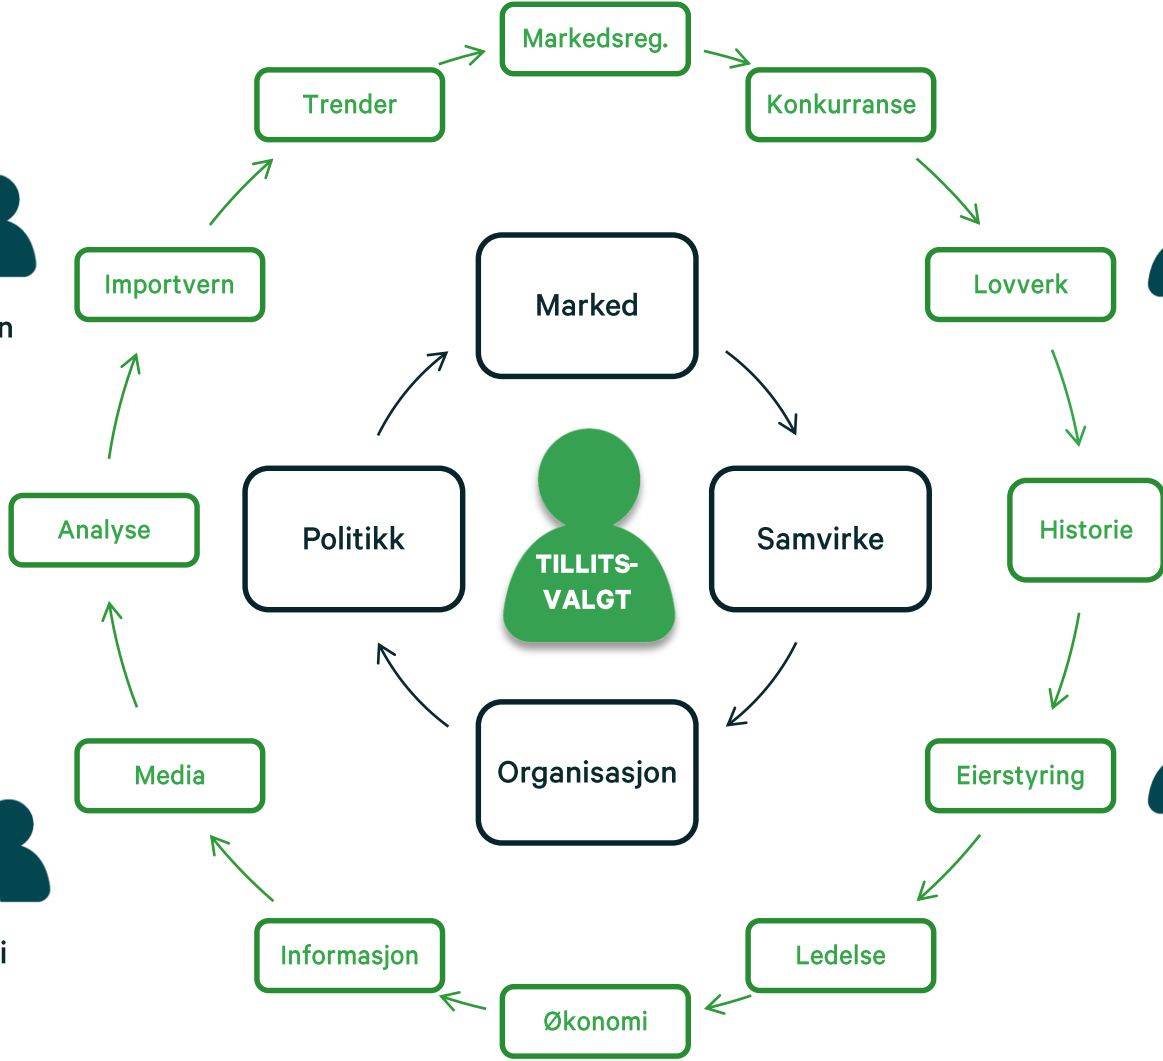 Markedsreg.
Trender
Konkurranse
Importvern
Lovverk
Marked
n
Analyse
Politikk
TILLITS-
VALGT
Samvirke
Historie
Organisasjon
Media
Eierstyring
i
Informasjon
Ledelse
Økonomi